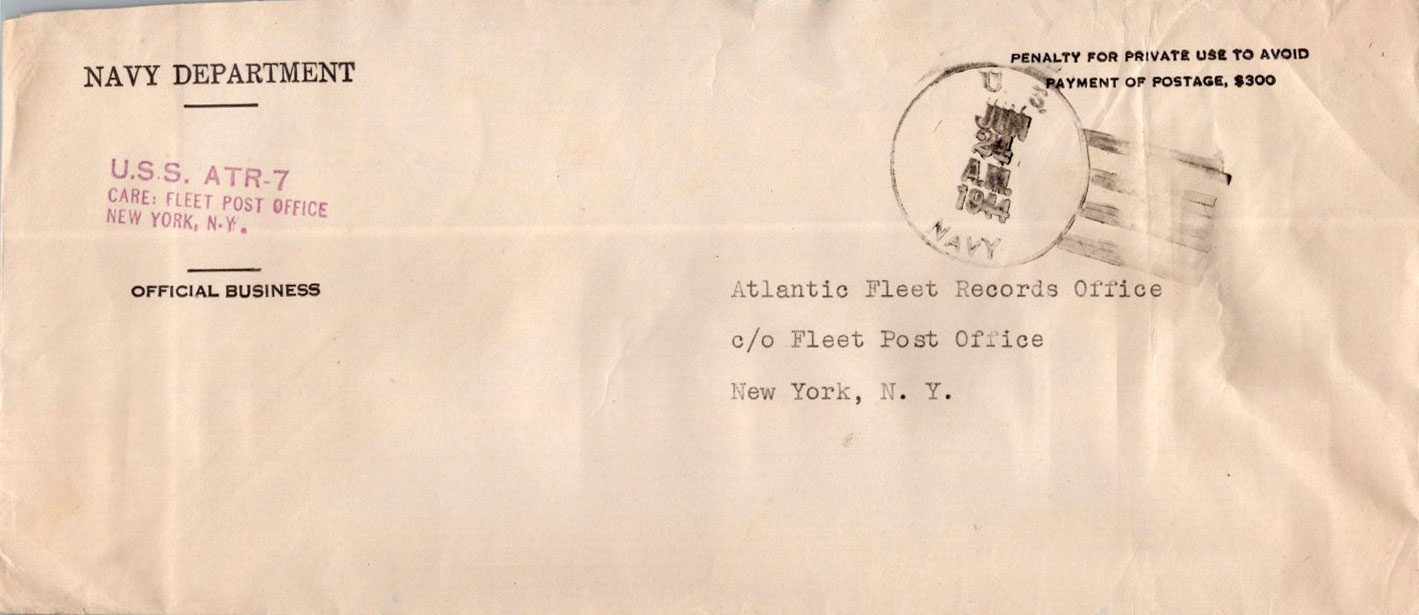 NAVY DEPARTMENT
U.S.S. ATR-7
CARE: FLEET POST OFFICE
NEW YORK, N.Y.
OFFICIAL BUSINESS
PENALTY FOR PRIVATE USE TO AVOID
PAYMENT OF POSTAGE, $300
U.
JUN
24
A.M.
1944
NAVY
Atlantic Fleet Records Office
c/o Fleet Post Office
New York, N. Y.